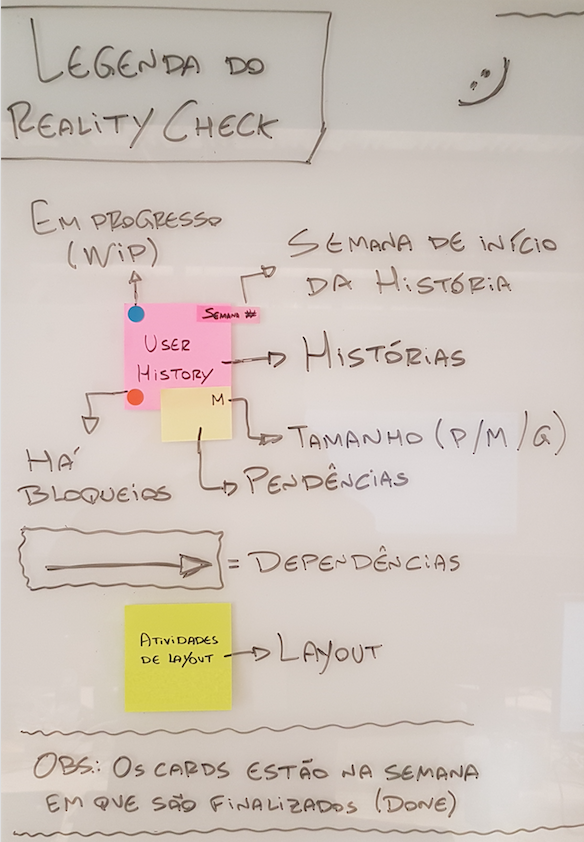 LEGENDA DO
REALITY CHECK
EM PROGRESSO
(WIP)
SEMANA DE INÍCIO
DA HISTÓRIA
SEMANA #
USER
HISTORY
HISTÓRIAS
M
TAMANHO (P/M/G)
HÁ
BLOQUEIOS
PENDÊNCIAS
= DEPENDÊNCIAS
ATIVIDADES
DE LAYOUT
LAYOUT
OBS.: OS CARDS ESTÃO NA SEMANA
EM QUE SÃO FINALIZADOS (DONE)